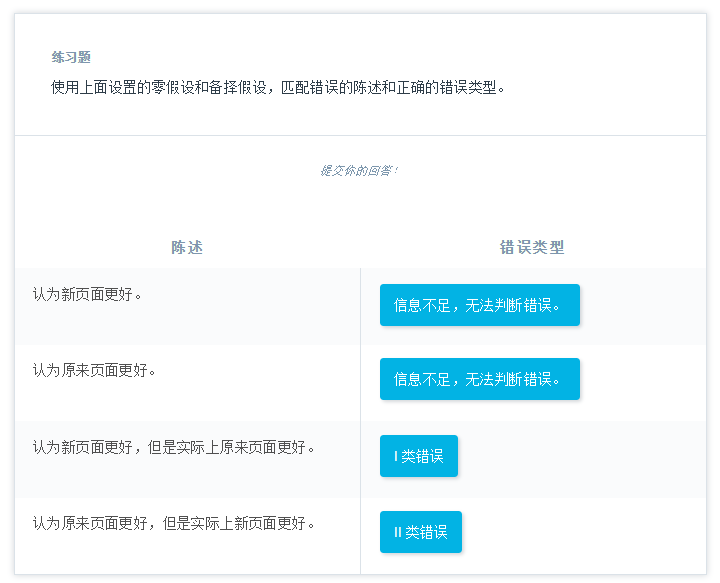 练习题
使用上面设置的零假设和备择假设，匹配错误的陈述和正确的错误类型。
提交你的回答！
陈述 错误类型
认为新页面更好。 信息不足，无法判断错误。
认为原来页面更好。 信息不足，无法判断错误。
认为新页面更好，但是实际上原来页面更好。 I 类错误
认为原来页面更好，但是实际上新页面更好。 II 类错误